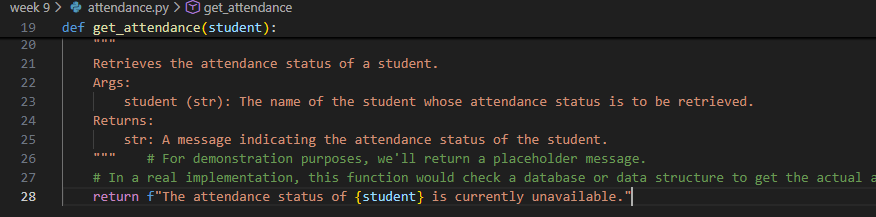 week 9 > attendance.py > get_attendance
19 def get_attendance(student):
20 """
21 Retrieves the attendance status of a student.
22 Args:
23 student (str): The name of the student whose attendance status is to be retrieved.
24 Returns:
25 str: A message indicating the attendance status of the student.
26 """ # For demonstration purposes, we'll return a placeholder message.
27 # In a real implementation, this function would check a database or data structure to get the actual a
28 return f"The attendance status of {student} is currently unavailable."